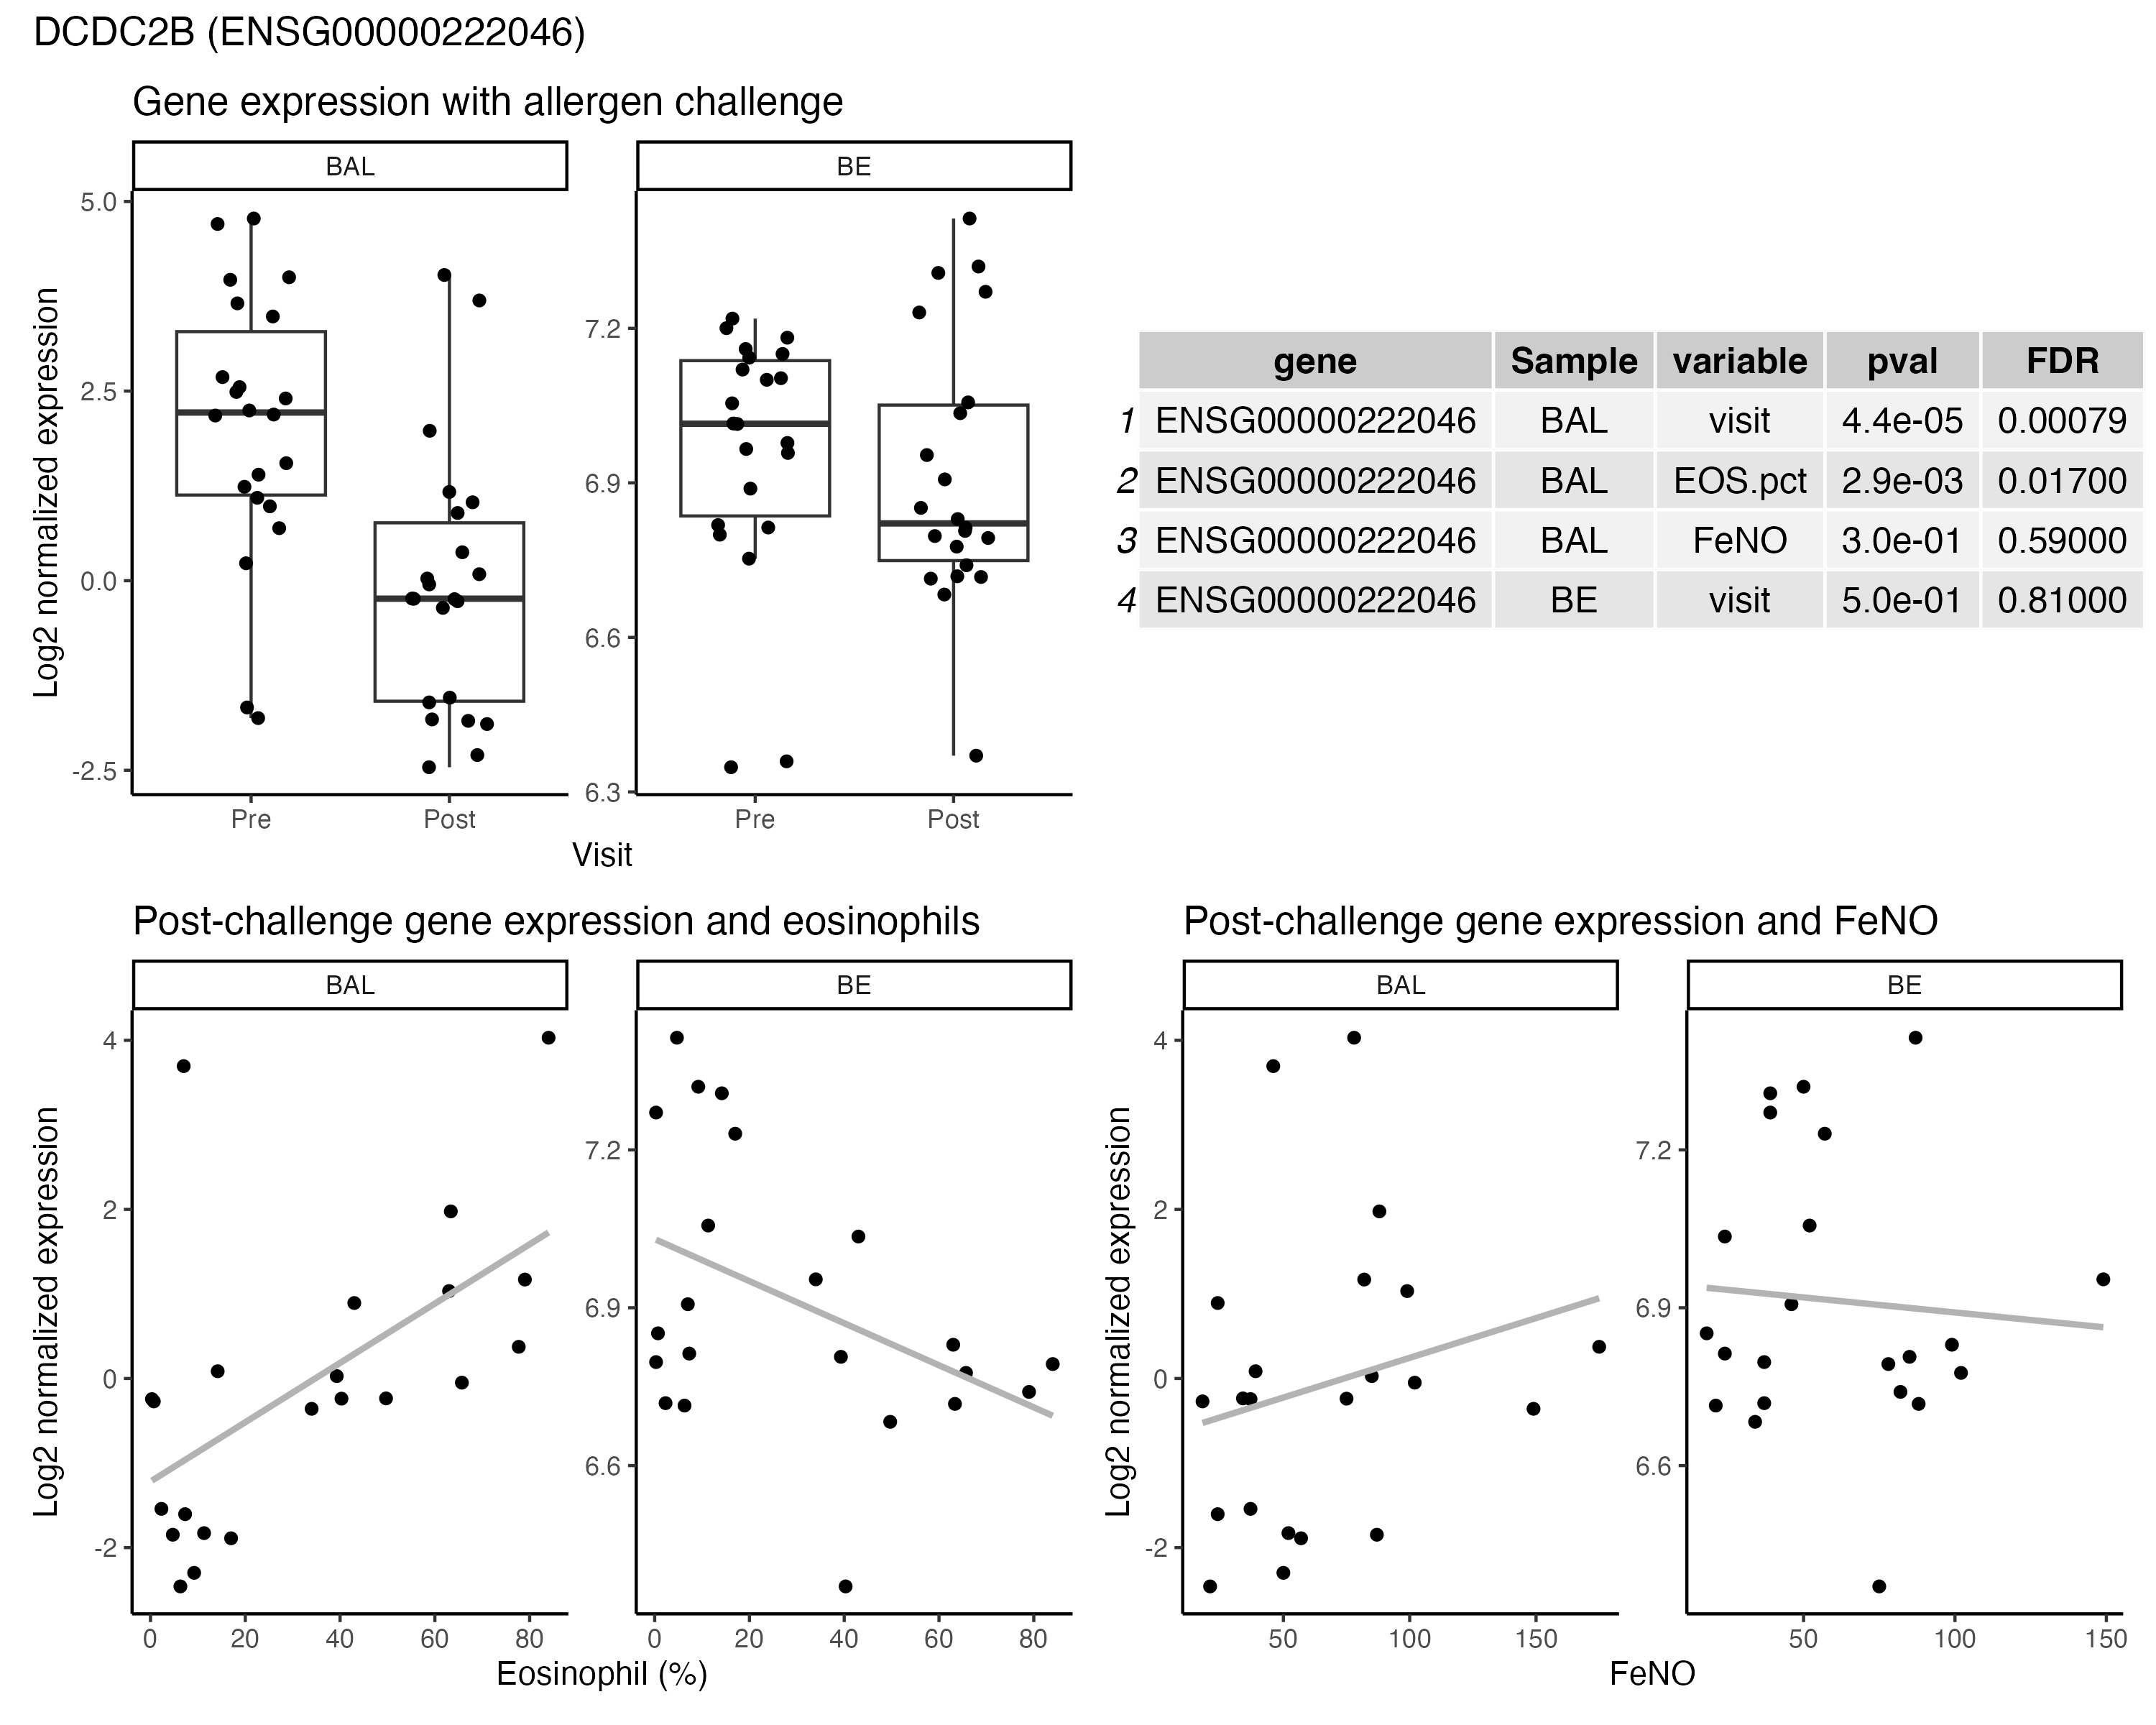 DCDC2B (ENSG00000222046)
Gene expression with allergen challenge
BAL
BE
Log2 normalized expression
5.0
2.5
0.0
-2.5
7.2
6.9
6.6
6.3
Pre
Post
Pre
Post
Visit
gene Sample variable pval FDR
1 ENSG00000222046 BAL visit 4.4e-05 0.00079
2 ENSG00000222046 BAL EOS.pct 2.9e-03 0.01700
3 ENSG00000222046 BAL FeNO 3.0e-01 0.59000
4 ENSG00000222046 BE visit 5.0e-01 0.81000
Post-challenge gene expression and eosinophils
BAL
BE
Log2 normalized expression
4
2
0
-2
7.2
6.9
6.6
0 20 40 60 80
0 20 40 60 80
Eosinophil (%)
Post-challenge gene expression and FeNO
BAL
BE
Log2 normalized expression
4
2
0
-2
7.2
6.9
6.6
50 100 150
50 100 150
FeNO